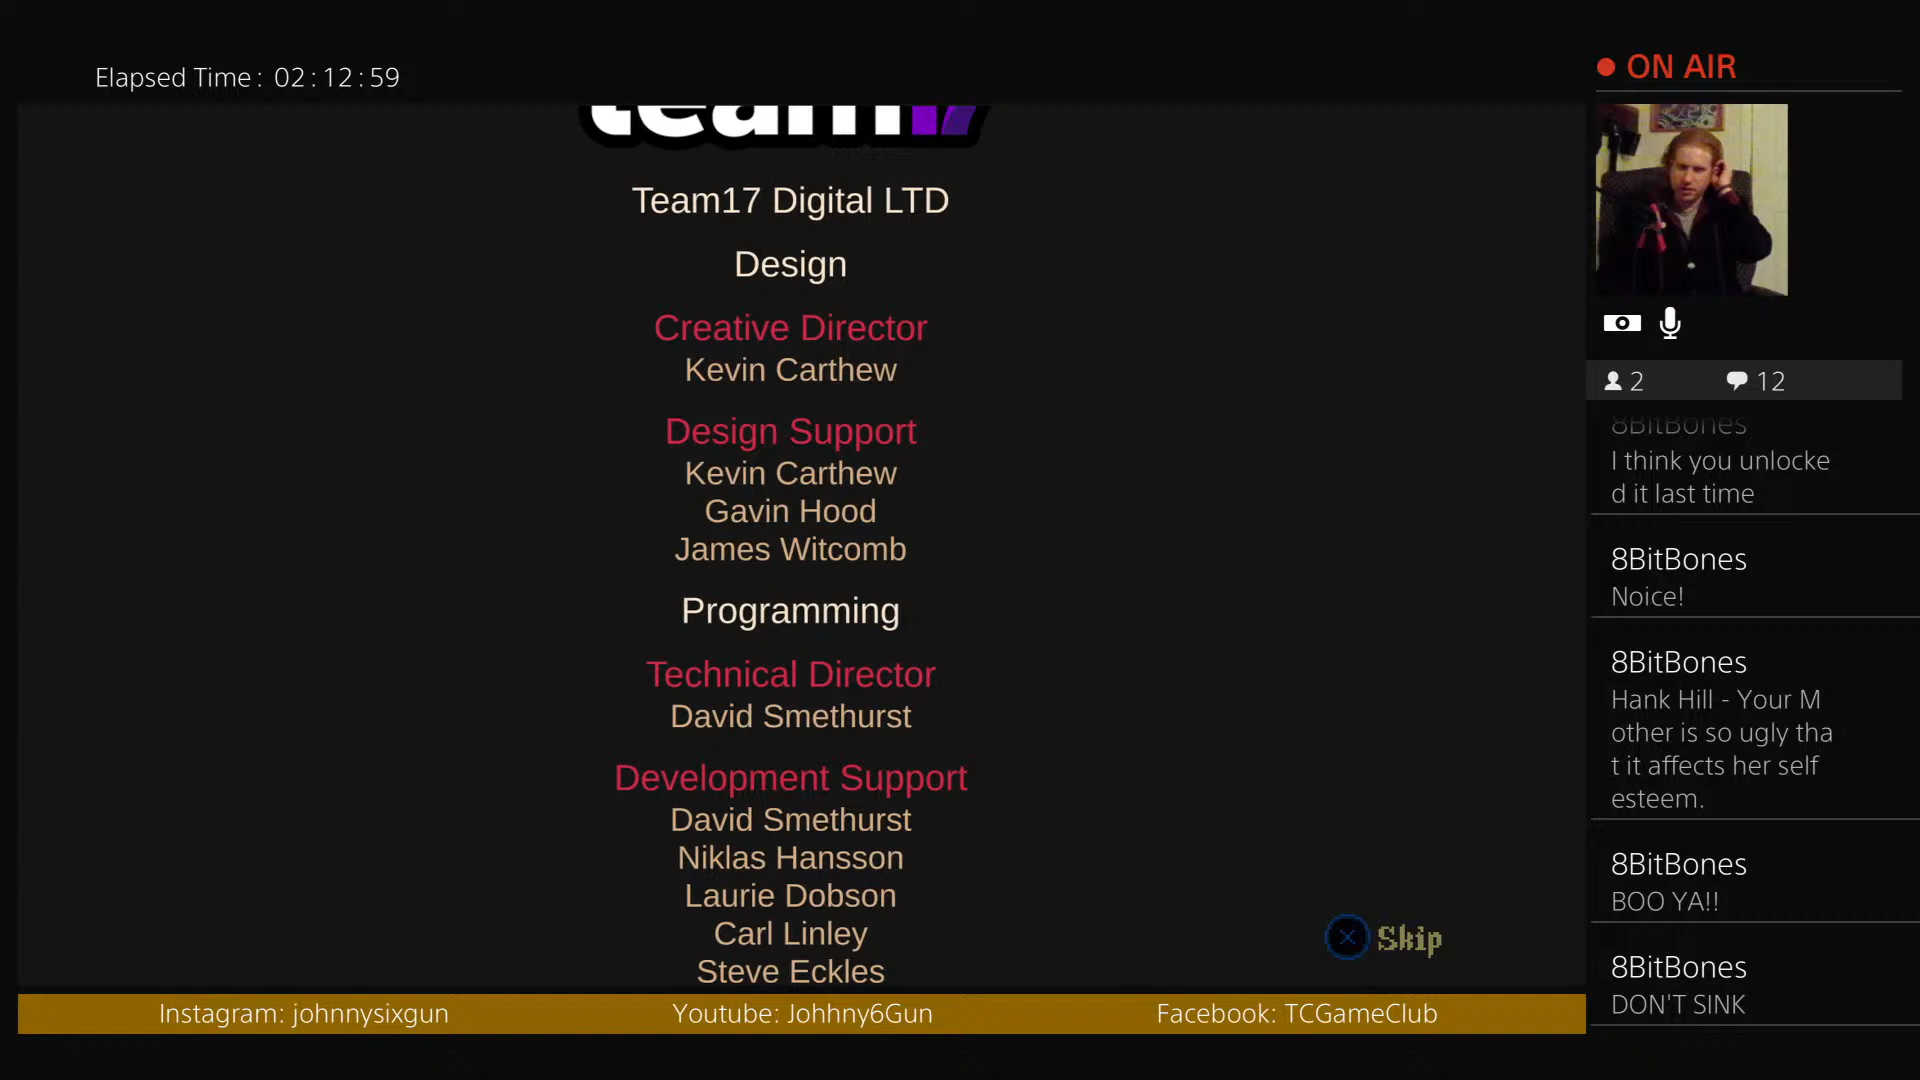 Elapsed Time: 02:12:59
ON AIR
team17
Team17 Digital LTD
Design
Creative Director
Kevin Carthew
Design Support
Kevin Carthew
Gavin Hood
James Witcomb
Programming
Technical Director
David Smethurst
Development Support
David Smethurst
Niklas Hansson
Laurie Dobson
Carl Linley
Steve Eckles
Skip
2 12
8BitBones
I think you unlocke
d it last time
8BitBones
Noice!
8BitBones
Hank Hill - Your M
other is so ugly tha
t it affects her self
esteem.
8BitBones
BOO YA!!
8BitBones
DON'T SINK
Instagram: johnnysixgun Youtube: Johhny6Gun Facebook: TCGameClub